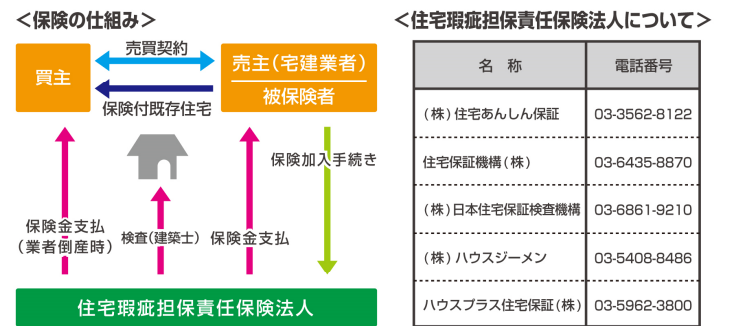 ＜保険の仕組み＞
売買契約
買主
売主(宅建業者)
被保険者
保険付既存住宅
保険加入手続き
保険金支払
(業者倒産時)
検査(建築士)
保険金支払
住宅瑕疵担保責任保険法人
＜住宅瑕疵担保責任保険法人について＞
名　称　電話番号
(株)住宅あんしん保証　03-3562-8122
住宅保証機構(株)　03-6435-8870
(株)日本住宅保証検査機構　03-6861-9210
(株)ハウスジーメン　03-5408-8486
ハウスプラス住宅保証(株)　03-5962-3800